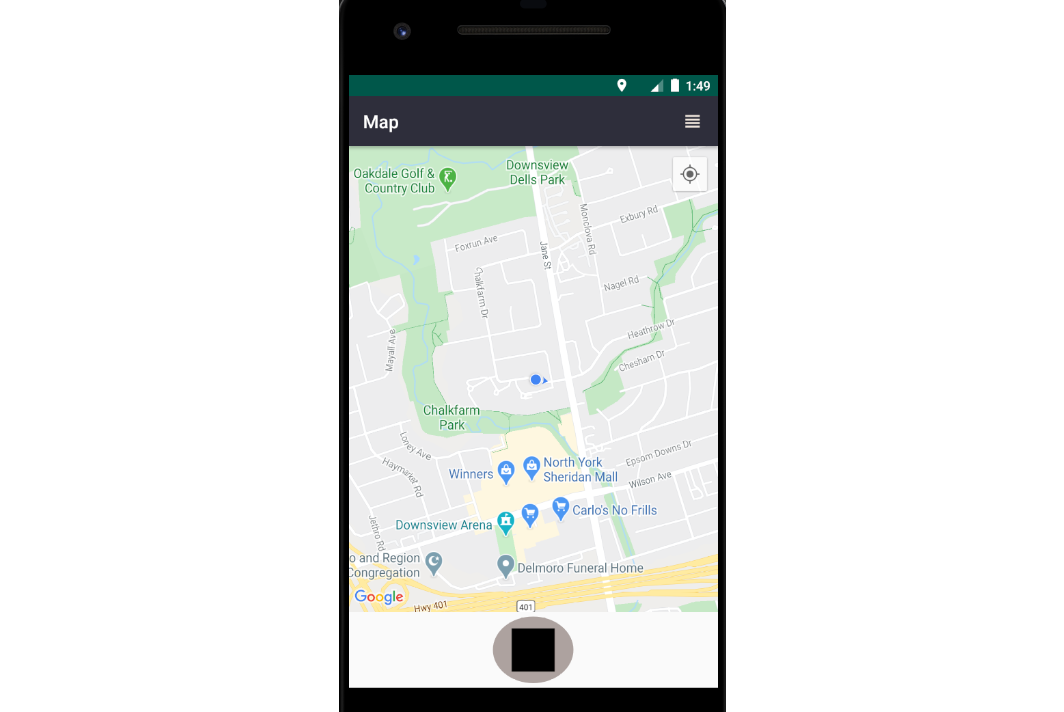 1:49
Map
Oakdale Golf &
Country Club
Downsview
Dells Park
Exbury Rd
Monclova Rd
Foxrun Ave
Jane St
Chalkfarm Dr
Nagel Rd
Heathrow Dr
Mayall Ave
Chesham Dr
Chalkfarm
Park
Loney Ave
Haymarket Rd
Epsom Downs Dr
Winners
North York
Sheridan Mall
Wilson Ave
Carlo's No Frills
Jethro Rd
Downsview Arena
o and Region
Congregation
Delmoro Funeral Home
Google
Hwy 401
401